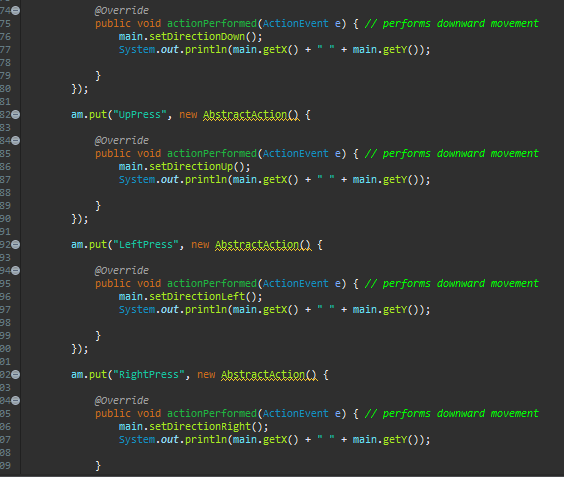 74 @Override
75 public void actionPerformed(ActionEvent e) { // performs downward movement
76 main.setDirectionDown();
77 System.out.println(main.getX() + " " + main.getY());
78
79 }
80 });
81
82 am.put("UpPress", new AbstractAction() {
83
84 @Override
85 public void actionPerformed(ActionEvent e) { // performs downward movement
86 main.setDirectionUp();
87 System.out.println(main.getX() + " " + main.getY());
88
89 }
90 });
91
92 am.put("LeftPress", new AbstractAction() {
93
94 @Override
95 public void actionPerformed(ActionEvent e) { // performs downward movement
96 main.setDirectionLeft();
97 System.out.println(main.getX() + " " + main.getY());
98
99 }
00 });
01
02 am.put("RightPress", new AbstractAction() {
03
04 @Override
05 public void actionPerformed(ActionEvent e) { // performs downward movement
06 main.setDirectionRight();
07 System.out.println(main.getX() + " " + main.getY());
08
09 }